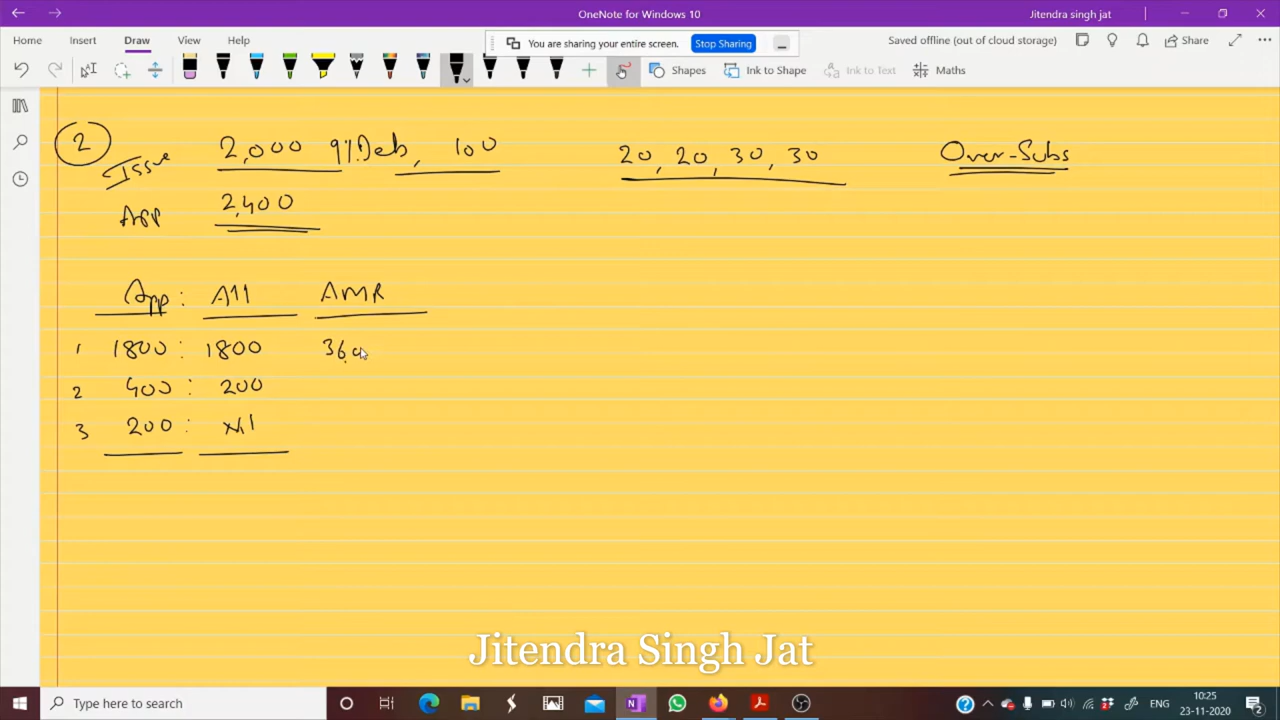 OneNote for Windows 10
Jitendra singh jat
Home Insert Draw View Help
You are sharing your entire screen. Stop Sharing
Saved offline (out of cloud storage)
Share
Shapes Ink to Shape Ink to Text Maths
2
Issue 2,000 9% Deb, 100 20, 20, 30, 30 Over-Subs
App 2,400
App : All AMR
1 1800 : 1800 36,0
2 400 : 200
3 200 : Nil
Jitendra Singh Jat
Type here to search
ENG
10:25
23-11-2020
2